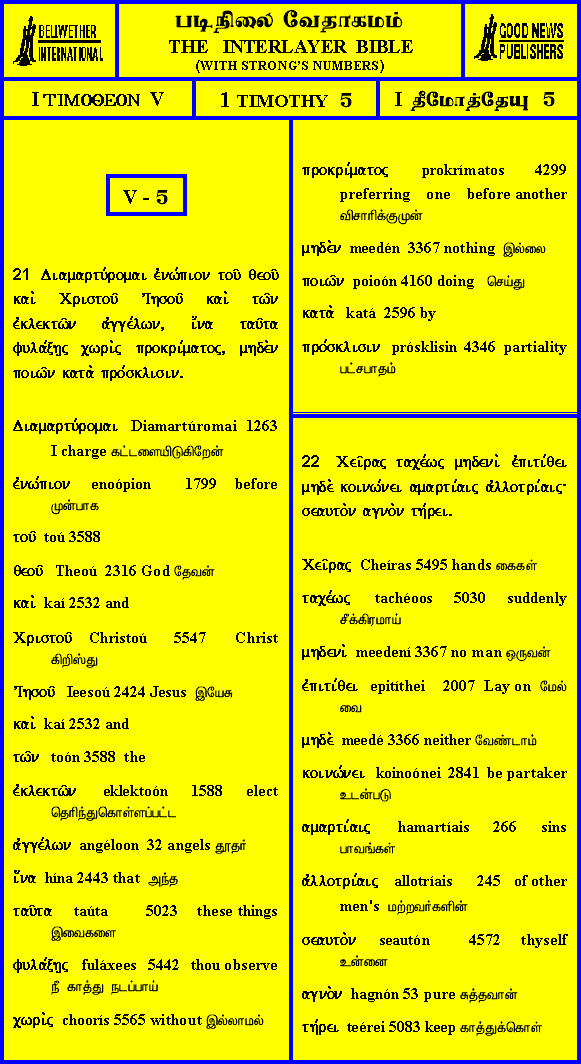 BELLWETHER
INTERNATIONAL
படிநிலை வேதாகமம்
THE INTERLAYER BIBLE
(WITH STRONG'S NUMBERS)
GOOD NEWS
PUBLISHERS
I ΤΙΜΟΘΕΟΝ V
1 TIMOTHY 5
I தீமோத்தேயு 5
V - 5
21 Διαμαρτύρομαι ἐνώπιον τοῦ θεοῦ
καὶ Χριστοῦ Ἰησοῦ καὶ τῶν
ἐκλεκτῶν ἀγγέλων, ἵνα ταῦτα
φυλάξῃς χωρὶς προκρίματος, μηδὲν
ποιῶν κατὰ πρόσκλισιν.
Διαμαρτύρομαι Diamartúromai 1263
I charge கட்டளையிடுகிறேன்
ἐνώπιον enoópion 1799 before
முன்பாக
τοῦ toú 3588
θεοῦ Theoú 2316 God தேவன்
καὶ kaí 2532 and
Χριστοῦ Christoú 5547 Christ
கிறிஸ்து
Ἰησοῦ Ieesoú 2424 Jesus இயேசு
καὶ kaí 2532 and
τῶν toón 3588 the
ἐκλεκτῶν eklektoón 1588 elect
தெரிந்துகொள்ளப்பட்ட
ἀγγέλων angéloon 32 angels தூதர்
ἵνα hína 2443 that அந்த
ταῦτα taúta 5023 these things
இவைகளை
φυλάξῃς fuláxees 5442 thou observe
நீ காத்து நடப்பாய்
χωρὶς choorís 5565 without இல்லாமல்
προκρίματος prokrímatos 4299
preferring one before another
விசாரிக்குமுன்
μηδὲν meedén 3367 nothing இல்லை
ποιῶν poioón 4160 doing செய்து
κατὰ katá 2596 by
πρόσκλισιν prósklisin 4346 partiality
பட்சபாதம்
22 Χεῖρας ταχέως μηδενὶ ἐπιτίθει
μηδὲ κοινώνει αμαρτίαις ἀλλοτρίαις·
σεαυτὸν αγνὸν τήρει.
Χεῖρας Cheíras 5495 hands கைகள்
ταχέως tachéoos 5030 suddenly
சீக்கிரமாய்
μηδενὶ meedení 3367 no man ஒருவன்
ἐπιτίθει epitíthei 2007 Lay on மேல்
வை
μηδὲ meedé 3366 neither வேண்டாம்
κοινώνει koinoónei 2841 be partaker
உடன்படு
αμαρτίαις hamartíais 266 sins
பாவங்கள்
ἀλλοτρίαις allotríais 245 of other
men's மற்றவர்களின்
σεαυτὸν seautón 4572 thyself
உன்னை
αγνὸν hagnón 53 pure சுத்தவான்
τήρει teérei 5083 keep காத்துக்கொள்